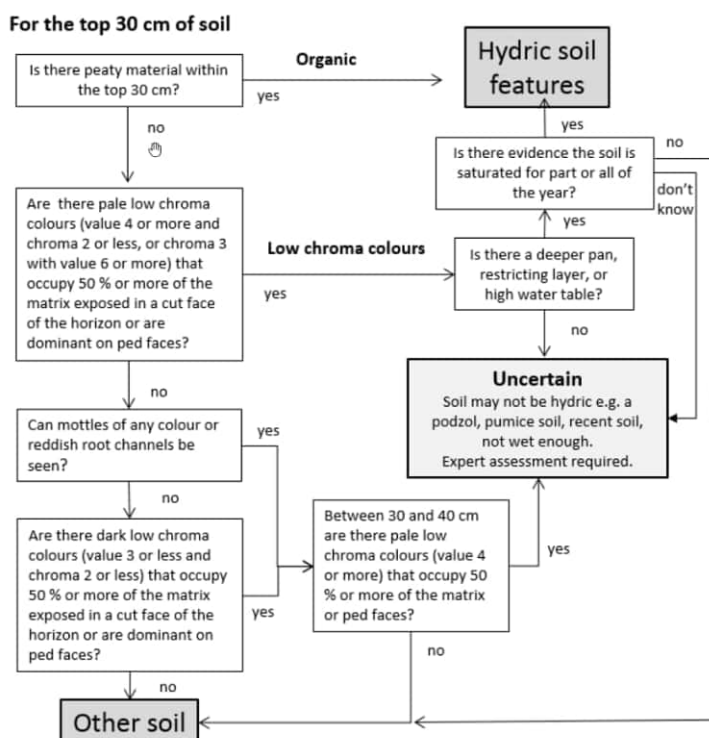 For the top 30 cm of soil
Is there peaty material within
the top 30 cm?
Organic
yes
Hydric soil
features
no
yes
Is there evidence the soil is
saturated for part or all of
the year?
no
don't
know
yes
Are there pale low chroma
colours (value 4 or more and
chroma 2 or less, or chroma 3
with value 6 or more) that
occupy 50 % or more of the
matrix exposed in a cut face
of the horizon or are
dominant on ped faces?
Low chroma colours
yes
Is there a deeper pan,
restricting layer, or
high water table?
no
no
Uncertain
Soil may not be hydric e.g. a
podzol, pumice soil, recent soil,
not wet enough.
Expert assessment required.
Can mottles of any colour or
reddish root channels be
seen?
yes
no
Are there dark low chroma
colours (value 3 or less and
chroma 2 or less) that occupy
50 % or more of the matrix
exposed in a cut face of the
horizon or are dominant on
ped faces?
yes
Between 30 and 40 cm
are there pale low
chroma colours (value 4
or more) that occupy 50
% or more of the matrix
or ped faces?
yes
no
no
Other soil